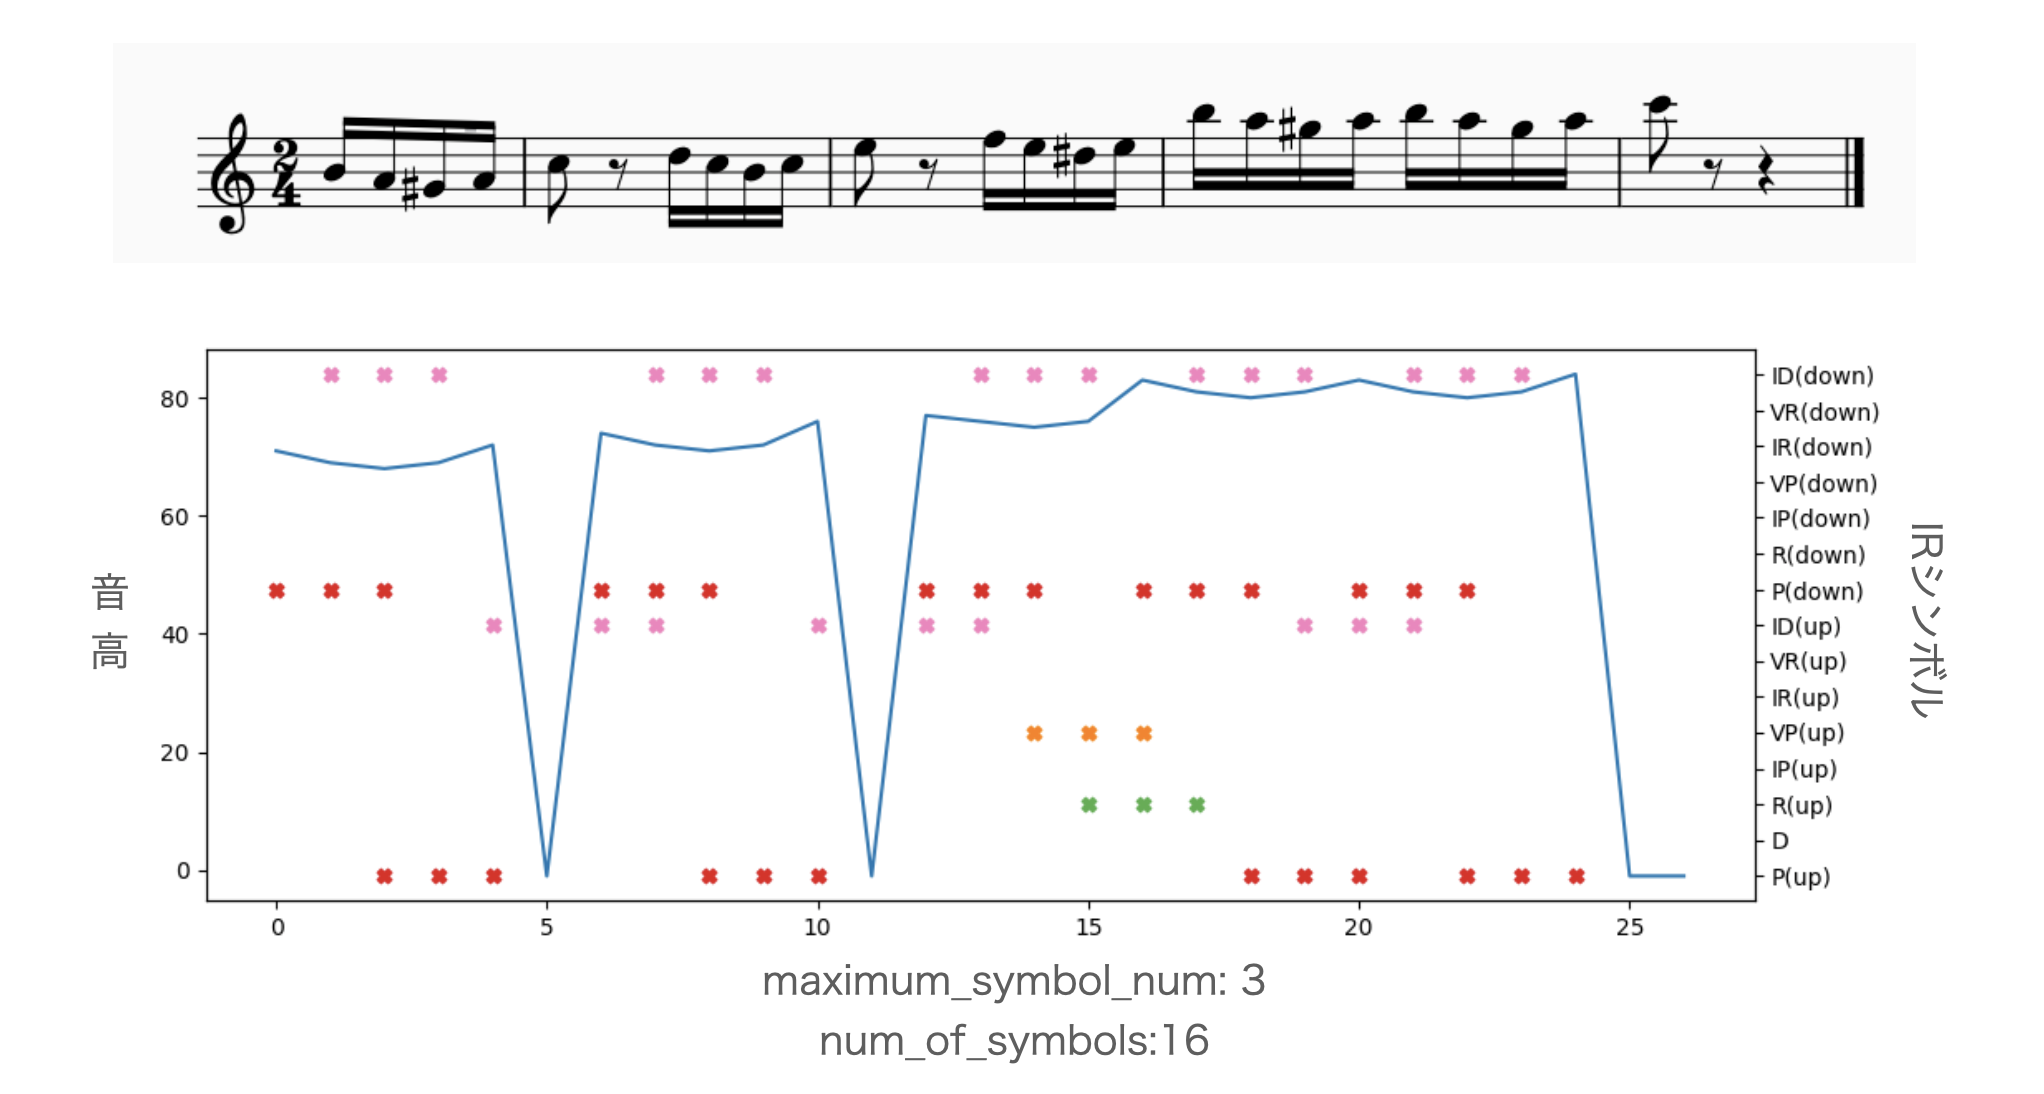 2
4
80
60
40
20
0
音高
0 5 10 15 20 25
ID(down)
VR(down)
IR(down)
VP(down)
IP(down)
R(down)
P(down)
ID(up)
VR(up)
IR(up)
VP(up)
IP(up)
R(up)
D
P(up)
IRシンボル
maximum_symbol_num: 3
num_of_symbols:16